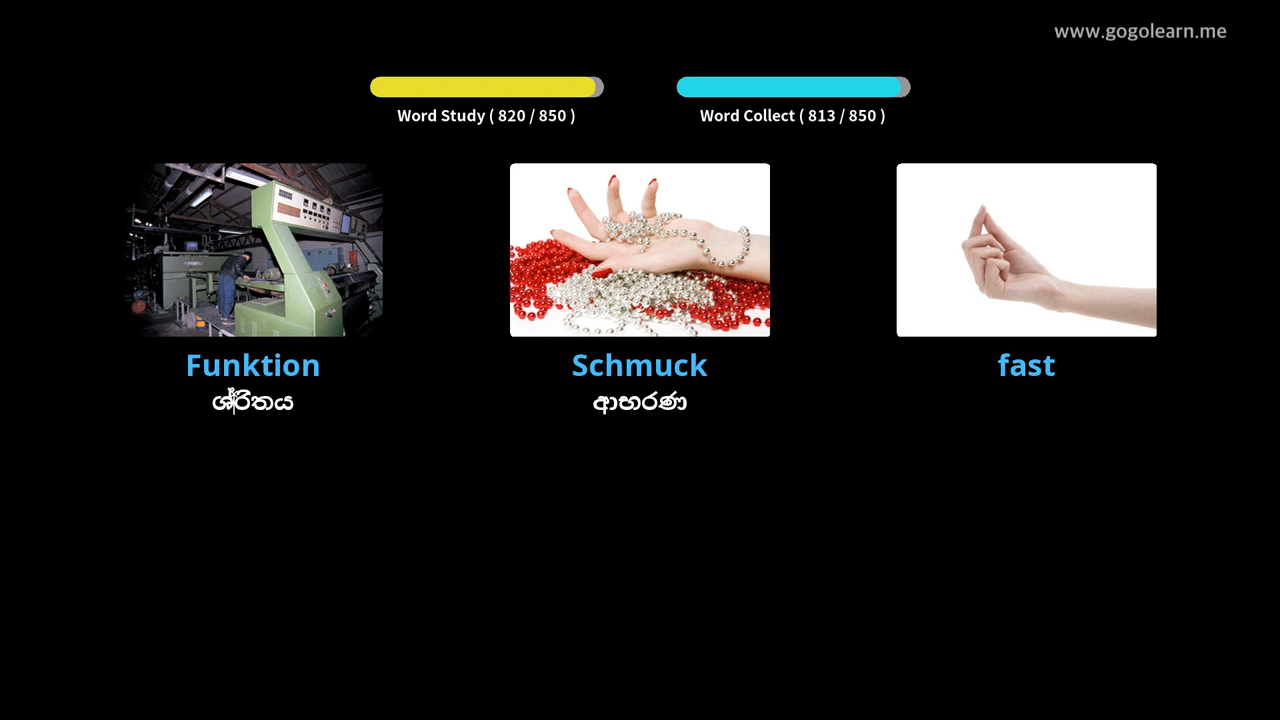 www.gogolearn.me
Word Study ( 820 / 850 )
Word Collect ( 813 / 850 )
Funktion
ශ්‍රිතය
Schmuck
ආභරණ
fast